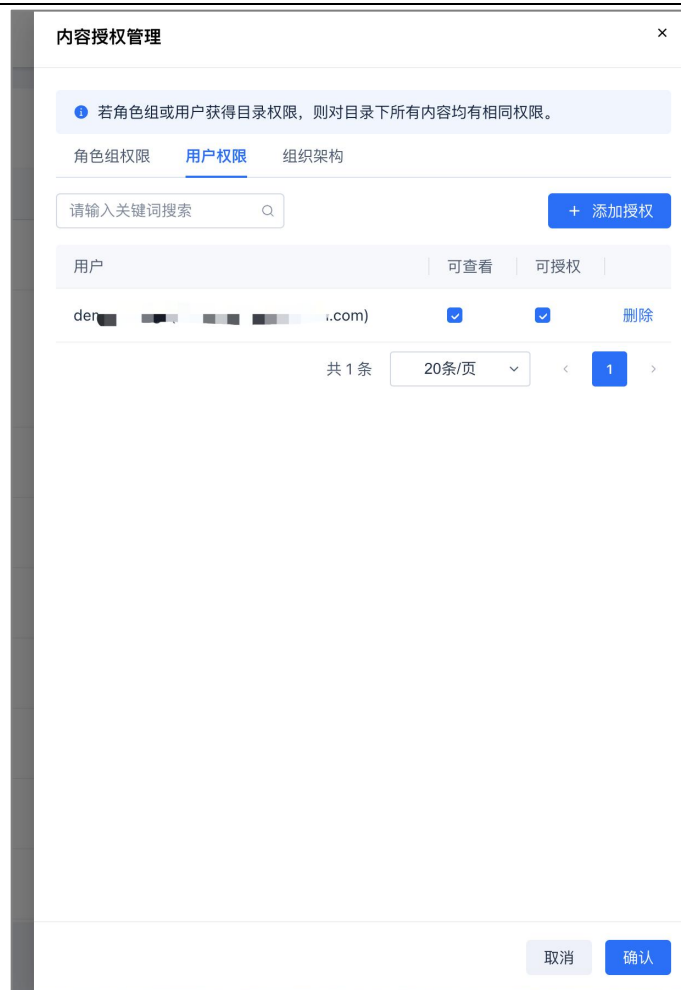 内容授权管理
若角色组或用户获得目录权限，则对目录下所有内容均有相同权限。
角色组权限 用户权限 组织架构
请输入关键词搜索 + 添加授权
用户 可查看 可授权
.com) 删除
共 1 条 20条/页 1
取消 确认